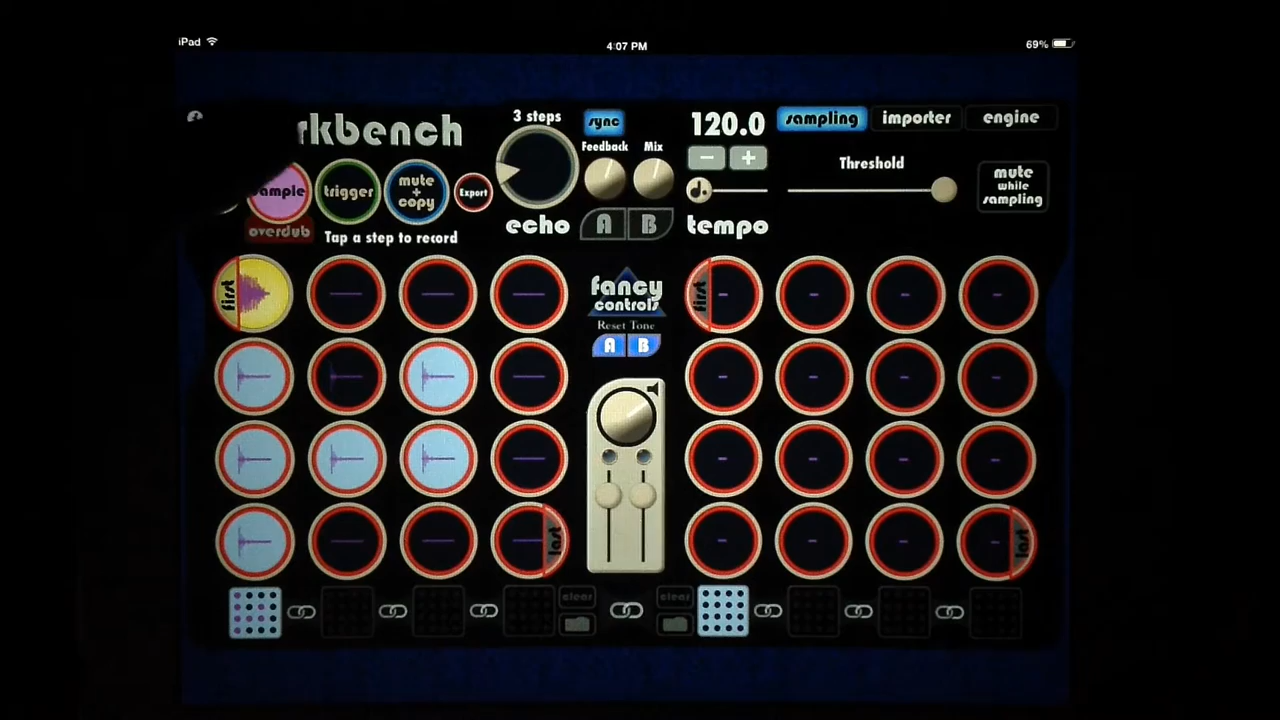 iPad
4:07 PM
69%
rkbench
3 steps
sync
120.0
sampling
importer
engine
Feedback
Mix
Threshold
mute
while
sampling
ample
trigger
mute
+
copy
Export
overdub
Tap a step to record
echo
A
B
tempo
first
fancy
controls
Reset Tone
A
B
first
last
last
clear
clear